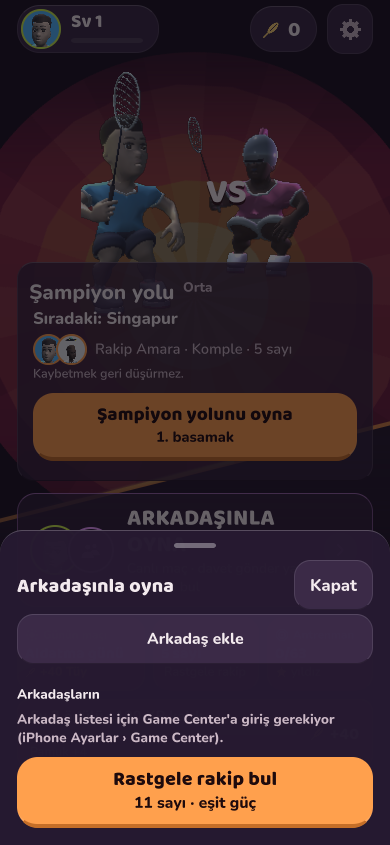 Sv 1
0
VS
Şampiyon yolu Orta
Sıradaki: Singapur
Rakip Amara · Komple · 5 sayı
Kaybetmek geri düşürmez.
Şampiyon yolunu oyna
1. basamak
ARKADAŞINLA
Arkadaşınla oyna
Kapat
Arkadaş ekle
Arkadaşların
Arkadaş listesi için Game Center'a giriş gerekiyor
(iPhone Ayarlar › Game Center).
Rastgele rakip bul
11 sayı · eşit güç